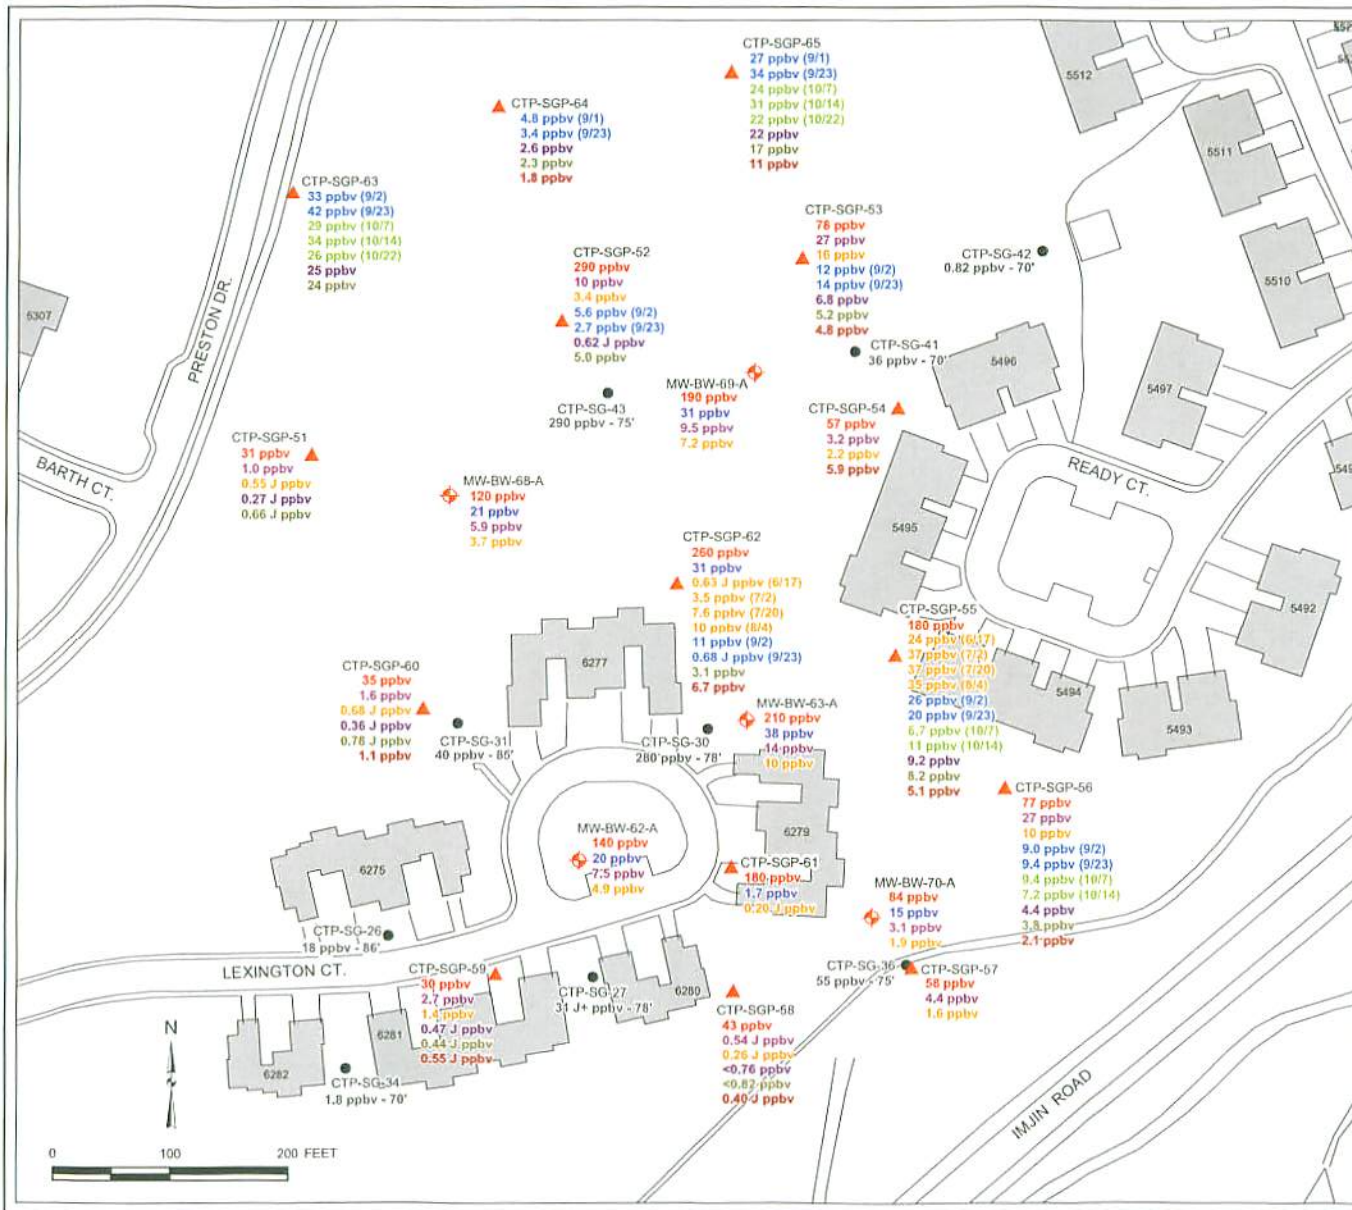 CTP-SGP-65
27 ppbv (9/1)
34 ppbv (9/23)
24 ppbv (10/7)
31 ppbv (10/14)
22 ppbv (10/22)
22 ppbv
17 ppbv
11 ppbv
5512
CTP-SGP-64
4.8 ppbv (9/1)
3.4 ppbv (9/23)
2.6 ppbv
2.3 ppbv
1.8 ppbv
5511
CTP-SGP-63
33 ppbv (9/2)
42 ppbv (9/23)
29 ppbv (10/7)
34 ppbv (10/14)
26 ppbv (10/22)
25 ppbv
24 ppbv
CTP-SGP-53
78 ppbv
27 ppbv
16 ppbv
12 ppbv (9/2)
14 ppbv (9/23)
6.8 ppbv
5.2 ppbv
4.8 ppbv
CTP-SG-42
0.82 ppbv - 70'
5510
CTP-SGP-52
290 ppbv
10 ppbv
3.4 ppbv
5.6 ppbv (9/2)
2.7 ppbv (9/23)
0.62 J ppbv
5.0 ppbv
5307
PRESTON DR.
CTP-SG-41
36 ppbv - 70'
5496
5497
MW-BW-69-A
190 ppbv
31 ppbv
9.5 ppbv
7.2 ppbv
CTP-SG-43
290 ppbv - 75'
CTP-SGP-54
57 ppbv
3.2 ppbv
2.2 ppbv
5.9 ppbv
CTP-SGP-51
31 ppbv
1.0 ppbv
0.55 J ppbv
0.27 J ppbv
0.66 J ppbv
BARTH CT.
READY CT.
MW-BW-68-A
120 ppbv
21 ppbv
5.9 ppbv
3.7 ppbv
5495
CTP-SGP-62
260 ppbv
31 ppbv
0.63 J ppbv (6/17)
3.5 ppbv (7/2)
7.6 ppbv (7/20)
10 ppbv (8/4)
11 ppbv (9/2)
0.68 J ppbv (9/23)
3.1 ppbv
6.7 ppbv
CTP-SGP-55
180 ppbv
24 ppbv (6/17)
37 ppbv (7/2)
37 ppbv (7/20)
35 ppbv (8/4)
26 ppbv (9/2)
20 ppbv (9/23)
6.7 ppbv (10/7)
11 ppbv (10/14)
9.2 ppbv
8.2 ppbv
5.1 ppbv
5492
5494
5493
6277
CTP-SGP-60
35 ppbv
1.6 ppbv
0.68 J ppbv
0.36 J ppbv
0.78 J ppbv
1.1 ppbv
CTP-SG-31
40 ppbv - 85'
CTP-SG-30
280 ppbv - 78'
MW-BW-63-A
210 ppbv
38 ppbv
14 ppbv
10 ppbv
CTP-SGP-56
77 ppbv
27 ppbv
10 ppbv
9.0 ppbv (9/2)
9.4 ppbv (9/23)
9.4 ppbv (10/7)
7.2 ppbv (10/14)
4.4 ppbv
3.8 ppbv
2.1 ppbv
6279
MW-BW-62-A
140 ppbv
20 ppbv
7.5 ppbv
4.9 ppbv
CTP-SGP-61
180 ppbv
1.7 ppbv
0.20 J ppbv
6275
MW-BW-70-A
84 ppbv
15 ppbv
3.1 ppbv
1.9 ppbv
CTP-SG-26
18 ppbv - 86'
LEXINGTON CT.
CTP-SGP-59
30 ppbv
2.7 ppbv
1.4 ppbv
0.47 J ppbv
0.44 J ppbv
0.55 J ppbv
CTP-SG-27
31 J+ ppbv - 78'
6280
CTP-SG-36
55 ppbv - 75'
CTP-SGP-57
58 ppbv
4.4 ppbv
1.6 ppbv
CTP-SGP-58
43 ppbv
0.54 J ppbv
0.26 J ppbv
<0.76 ppbv
<0.82 ppbv
0.40 J ppbv
6281
6282
CTP-SG-34
1.8 ppbv - 70'
IMJIN ROAD
N
0 100 200 FEET